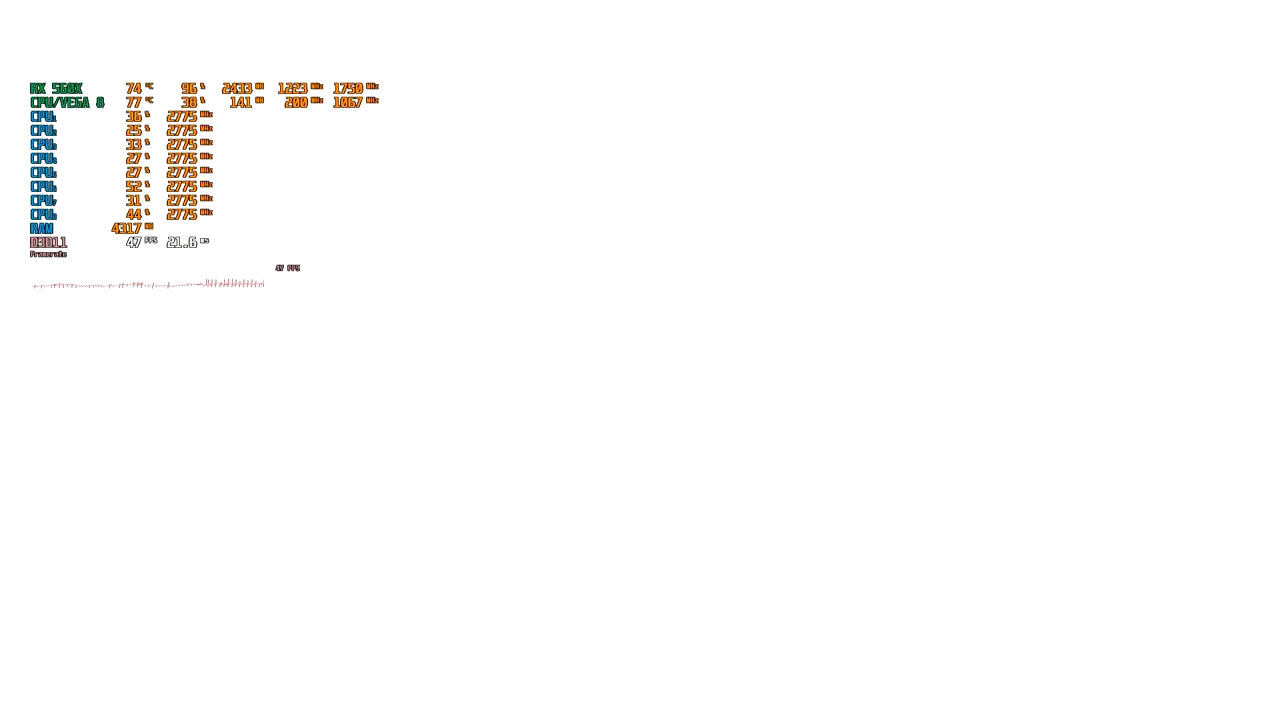 RX 560X 74 °C 96 % 2433 MB 1223 MHz 1750 MHz
CPU/VEGA 8 77 °C 38 % 141 MB 200 MHz 1067 MHz
CPU1 36 % 2775 MHz
CPU2 25 % 2775 MHz
CPU3 33 % 2775 MHz
CPU4 27 % 2775 MHz
CPU5 27 % 2775 MHz
CPU6 52 % 2775 MHz
CPU7 31 % 2775 MHz
CPU8 44 % 2775 MHz
RAM 4317 MB
D3D11 47 FPS 21.6 ms
Framerate
47 FPS